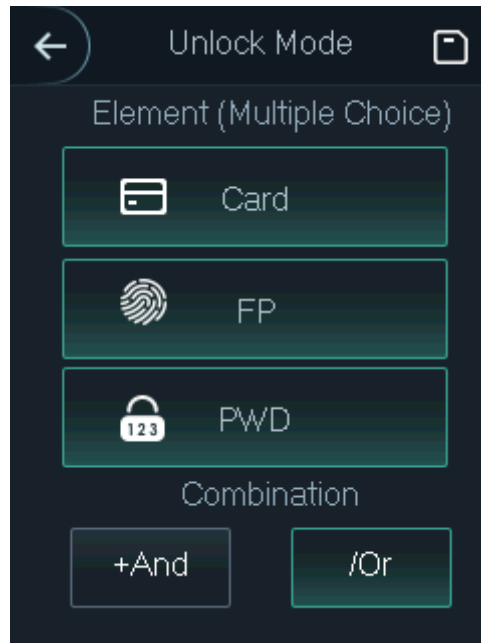 Unlock Mode
Element (Multiple Choice)
Card
FP
123
PWD
Combination
+And
/Or